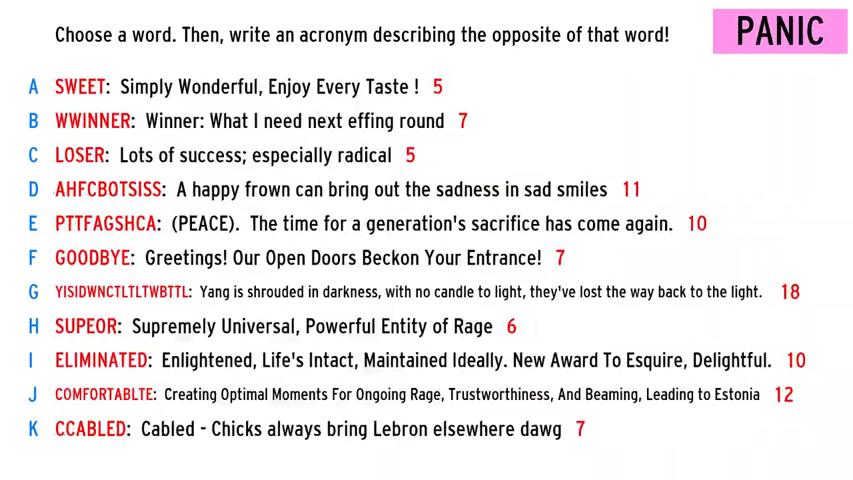 Choose a word. Then, write an acronym describing the opposite of that word!
PANIC
A SWEET: Simply Wonderful, Enjoy Every Taste ! 5
B WWINNER: Winner: What I need next effing round 7
C LOSER: Lots of success; especially radical 5
D AHFCBOTSISS: A happy frown can bring out the sadness in sad smiles 11
E PTTFAGSHCA: (PEACE). The time for a generation's sacrifice has come again. 10
F GOODBYE: Greetings! Our Open Doors Beckon Your Entrance! 7
G YISIDWNCTLTLTWBTTL: Yang is shrouded in darkness, with no candle to light, they've lost the way back to the light. 18
H SUPEOR: Supremely Universal, Powerful Entity of Rage 6
I ELIMINATED: Enlightened, Life's Intact, Maintained Ideally. New Award To Esquire, Delightful. 10
J COMFORTABLTE: Creating Optimal Moments For Ongoing Rage, Trustworthiness, And Beaming, Leading to Estonia 12
K CCABLED: Cabled - Chicks always bring Lebron elsewhere dawg 7